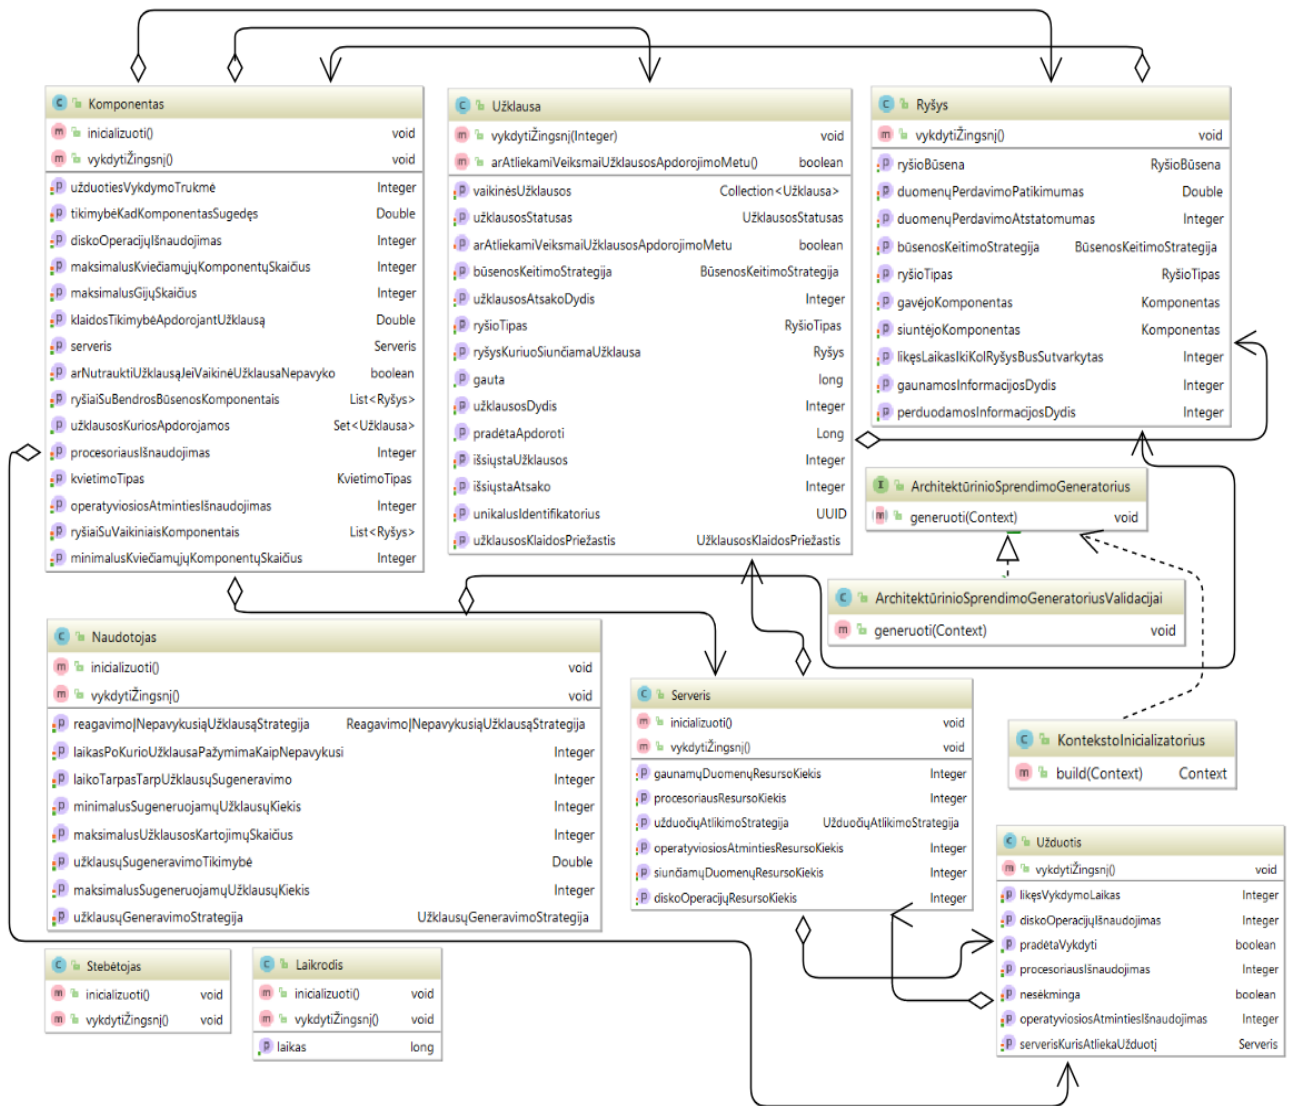 Komponentas
inicializuoti() void
vykdytiŽingsnį() void
užduotiesVykdymoTrukmė Integer
tikimybėKadKomponentasSugedęs Double
diskoOperacijųIšnaudojimas Integer
maksimalusKviečiamųjųKomponentųSkaičius Integer
maksimalusGijųSkaičius Integer
klaidosTikimybėApdorojantUžklausą Double
serveris Serveris
arNutrauktiUžklausąJeiVaikinėUžklausaNepavyko boolean
ryšiaiSuBendrosBūsenosKomponentais List<Ryšys>
užklausosKuriosApdorojamos Set<Užklausa>
procesoriausIšnaudojimas Integer
kvietimoTipas KvietimoTipas
operatyviosiosAtmintiesIšnaudojimas Integer
ryšiaiSuVaikiniaisKomponentais List<Ryšys>
minimalusKviečiamųjųKomponentųSkaičius Integer
Užklausa
vykdytiŽingsnį(Integer) void
arAtliekamiVeiksmaiUžklausosApdorojimoMetu() boolean
vaikinėsUžklausos Collection<Užklausa>
užklausosStatusas UžklausosStatusas
arAtliekamiVeiksmaiUžklausosApdorojimoMetu boolean
būsenosKeitimoStrategija BūsenosKeitimoStrategija
užklausosAtsakoDydis Integer
ryšioTipas RyšioTipas
ryšysKuriuoSiunčiamaUžklausa Ryšys
gauta long
užklausosDydis Integer
pradėtaApdoroti Long
išsiųstaUžklausos Integer
išsiųstaAtsako Integer
unikalusIdentifikatorius UUID
užklausosKlaidosPriežastis UžklausosKlaidosPriežastis
Ryšys
vykdytiŽingsnį() void
ryšioBūsena RyšioBūsena
duomenųPerdavimoPatikimumas Double
duomenųPerdavimoAtstatomumas Integer
būsenosKeitimoStrategija BūsenosKeitimoStrategija
ryšioTipas RyšioTipas
gavėjoKomponentas Komponentas
siuntėjoKomponentas Komponentas
likęsLaikasIkiKolRyšysBusSutvarkytas Integer
gaunamosInformacijosDydis Integer
perduodamosInformacijosDydis Integer
ArchitektūrinioSprendimoGeneratorius
generuoti(Context) void
ArchitektūrinioSprendimoGeneratoriusValidacijai
generuoti(Context) void
Naudotojas
inicializuoti() void
vykdytiŽingsnį() void
reagavimoĮNepavykusiąUžklausąStrategija ReagavimoĮNepavykusiąUžklausąStrategija
laikasPoKurioUžklausaPažymimaKaipNepavykusi Integer
laikoTarpasTarpUžklausųSugeneravimo Integer
minimalusSugeneruojamųUžklausųKiekis Integer
maksimalusUžklausosKartojimųSkaičius Integer
užklausųSugeneravimoTikimybė Double
maksimalusSugeneruojamųUžklausųKiekis Integer
užklausųGeneravimoStrategija UžklausųGeneravimoStrategija
Serveris
inicializuoti() void
vykdytiŽingsnį() void
gaunamųDuomenųResursoKiekis Integer
procesoriausResursoKiekis Integer
užduočiųAtlikimoStrategija UžduočiųAtlikimoStrategija
operatyviosiosAtmintiesResursoKiekis Integer
siunčiamųDuomenųResursoKiekis Integer
diskoOperacijųResursoKiekis Integer
KontekstoInicializatorius
build(Context) Context
Užduotis
vykdytiŽingsnį() void
likęsVykdymoLaikas Integer
diskoOperacijųIšnaudojimas Integer
pradėtaVykdyti boolean
procesoriausIšnaudojimas Integer
nesėkminga boolean
operatyviosiosAtmintiesIšnaudojimas Integer
serverisKurisAtliekaUžduotį Serveris
Stebėtojas
inicializuoti() void
vykdytiŽingsnį() void
Laikrodis
inicializuoti() void
vykdytiŽingsnį() void
laikas long